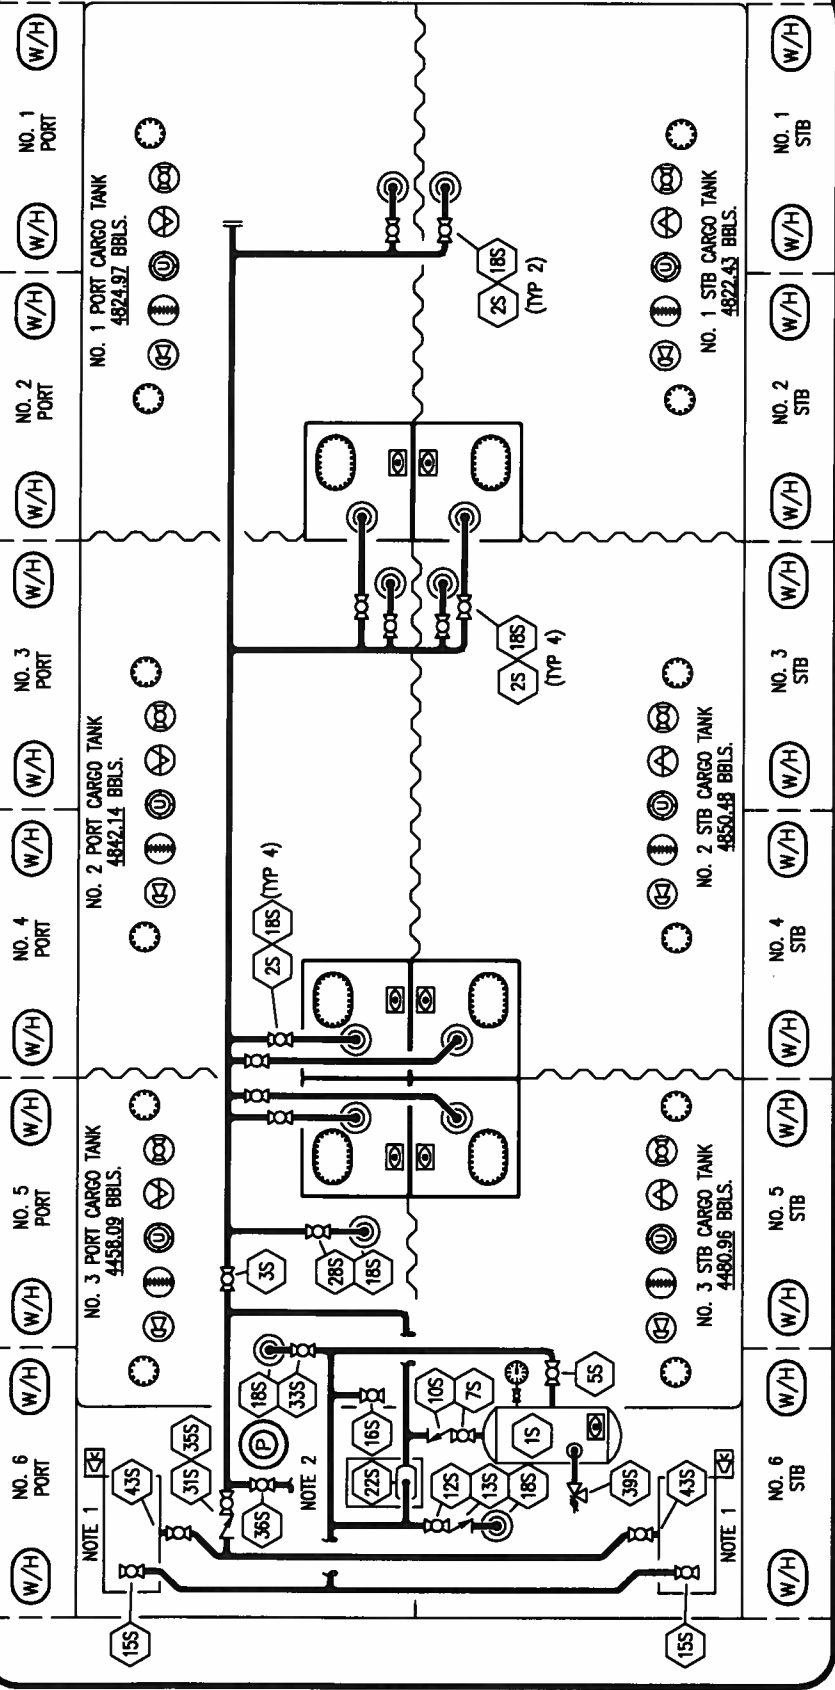 W/H
NO. 1
PORT
W/H
W/H
NO. 2
PORT
W/H
W/H
NO. 3
PORT
W/H
W/H
NO. 4
PORT
W/H
W/H
NO. 5
PORT
W/H
W/H
NO. 6
PORT
W/H
NO. 1 PORT CARGO TANK
4824.97 BBLS.
U
NO. 2 PORT CARGO TANK
4842.14 BBLS.
U
NO. 3 PORT CARGO TANK
4458.09 BBLS.
U
2S 18S
(TYP 2)
2S 18S
(TYP 4)
2S 18S (TYP 4)
3S
28S
18S
18S
33S
P
NOTE 2
36S
31S 35S
43S
NOTE 1
15S
16S
22S
10S
7S
12S
13S
18S
1S
5S
39S
43S
NOTE 1
15S
NO. 1 STB CARGO TANK
4822.43 BBLS.
U
NO. 2 STB CARGO TANK
4850.48 BBLS.
U
NO. 3 STB CARGO TANK
4480.96 BBLS.
U
W/H
NO. 1
STB
W/H
W/H
NO. 2
STB
W/H
W/H
NO. 3
STB
W/H
W/H
NO. 4
STB
W/H
W/H
NO. 5
STB
W/H
W/H
NO. 6
STB
W/H